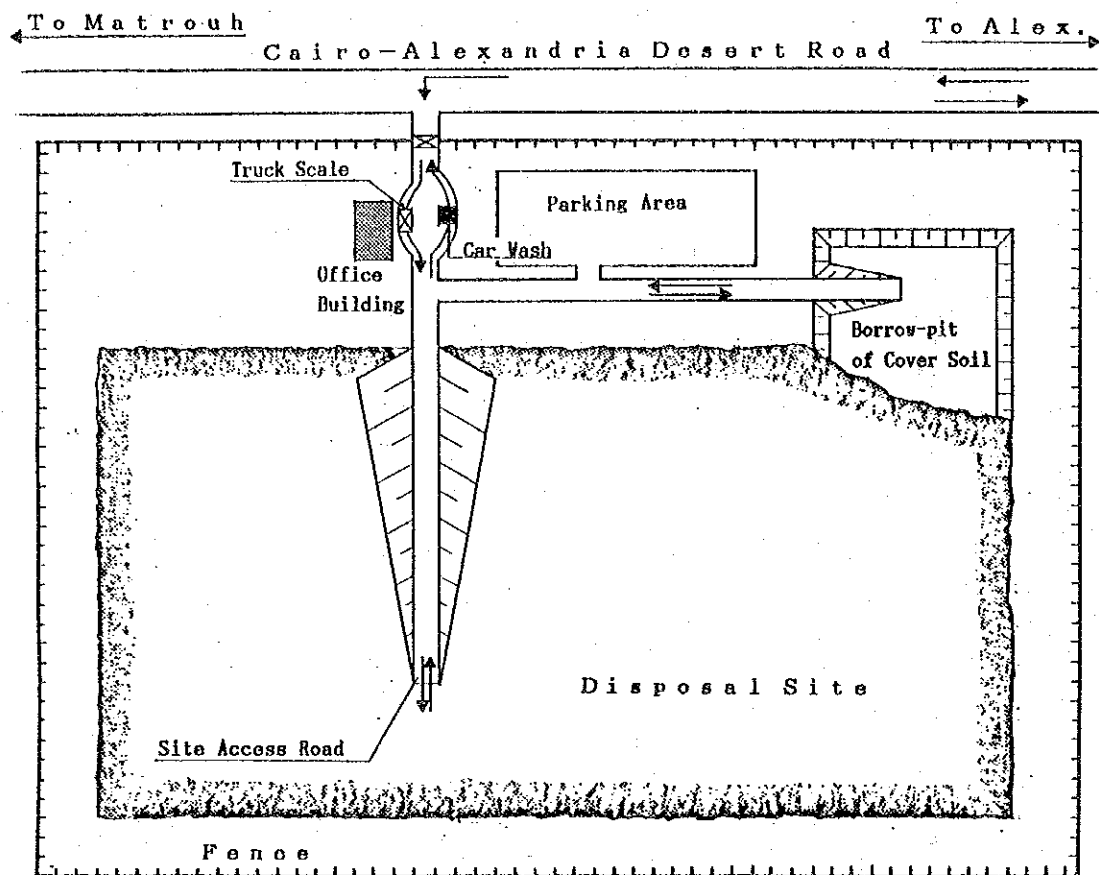 To Matrouh
To Alex.
Cairo-Alexandria Desert Road
Truck Scale
Parking Area
Car Wash
Office
Building
Borrow-pit
of Cover Soil
Disposal Site
Site Access Road
Fence